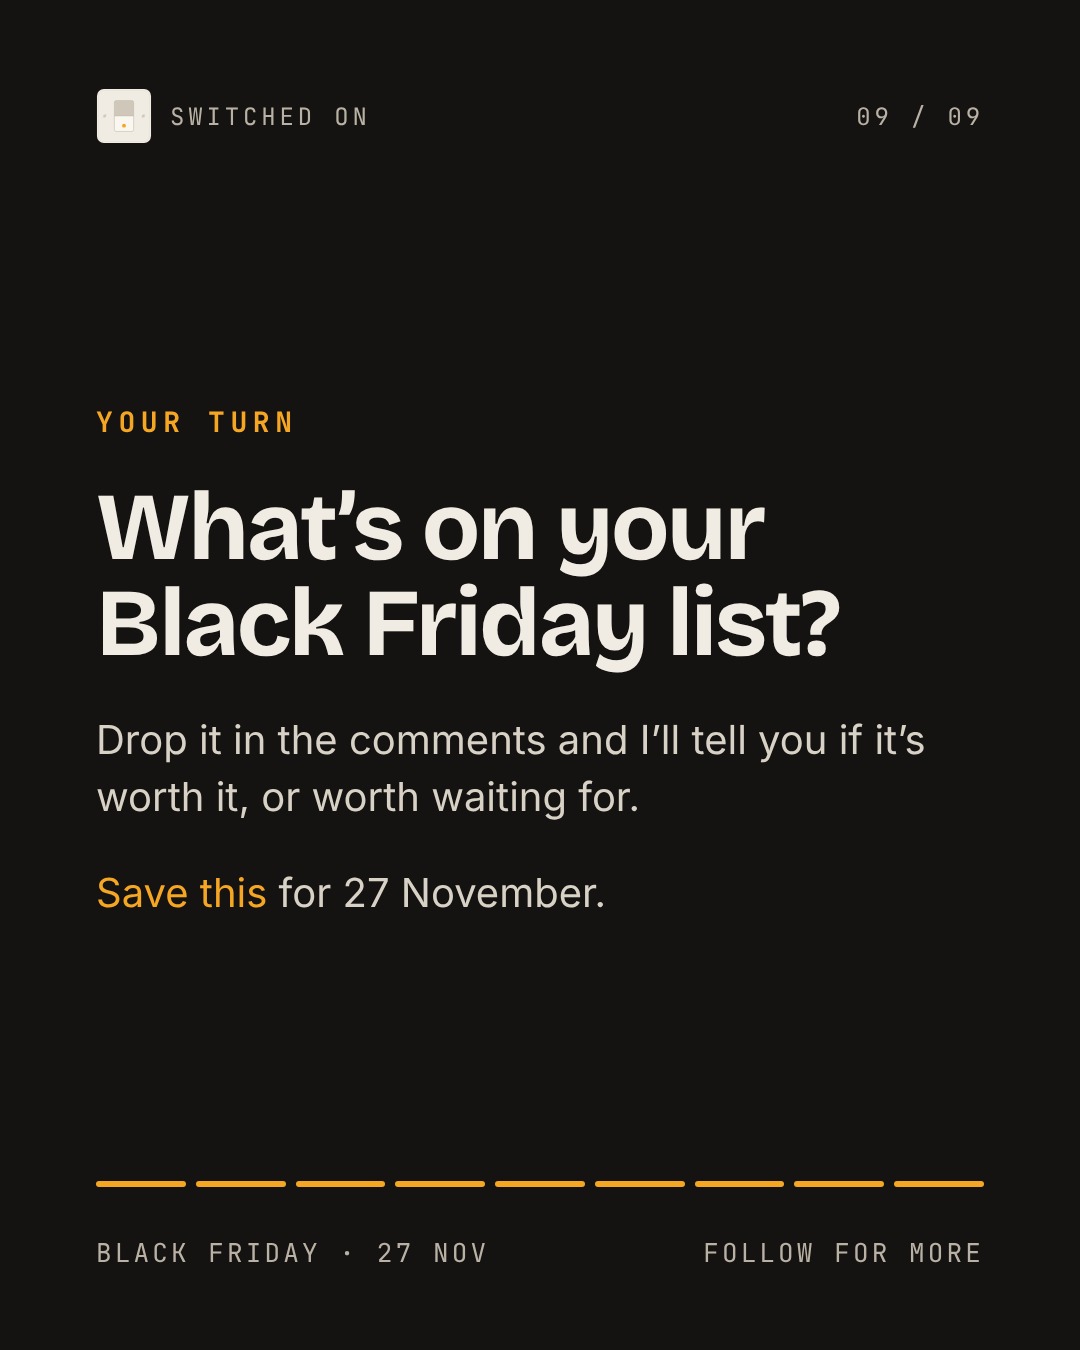 SWITCHED ON
09 / 09
YOUR TURN
What’s on your
Black Friday list?
Drop it in the comments and I’ll tell you if it’s
worth it, or worth waiting for.
Save this for 27 November.
BLACK FRIDAY · 27 NOV
FOLLOW FOR MORE